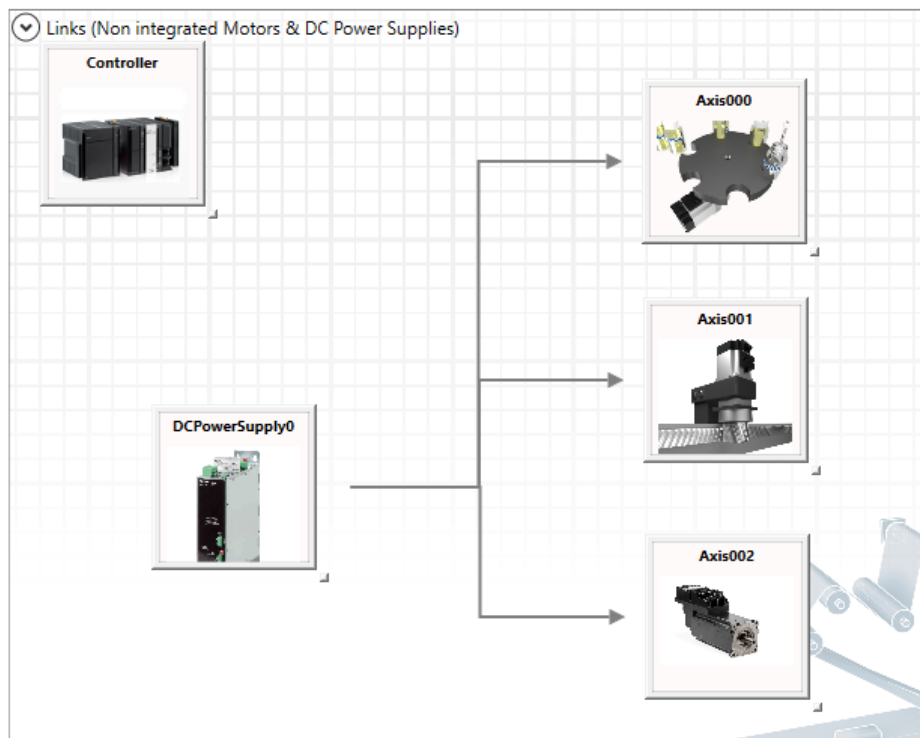 Links (Non integrated Motors & DC Power Supplies)
Controller
Axis000
Axis001
DCPowerSupply0
Axis002